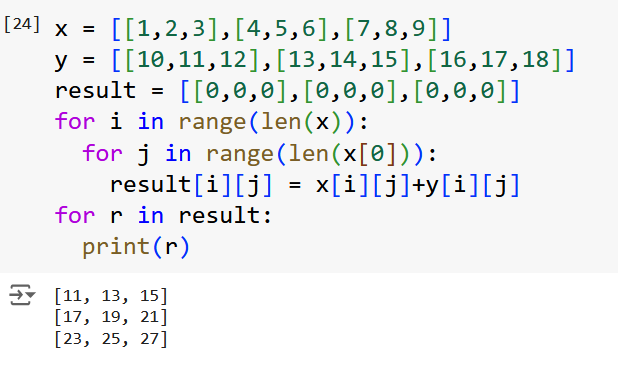 [24] x = [[1,2,3],[4,5,6],[7,8,9]]
y = [[10,11,12],[13,14,15],[16,17,18]]
result = [[0,0,0],[0,0,0],[0,0,0]]
for i in range(len(x)):
  for j in range(len(x[0])):
    result[i][j] = x[i][j]+y[i][j]
for r in result:
  print(r)
[11, 13, 15]
[17, 19, 21]
[23, 25, 27]